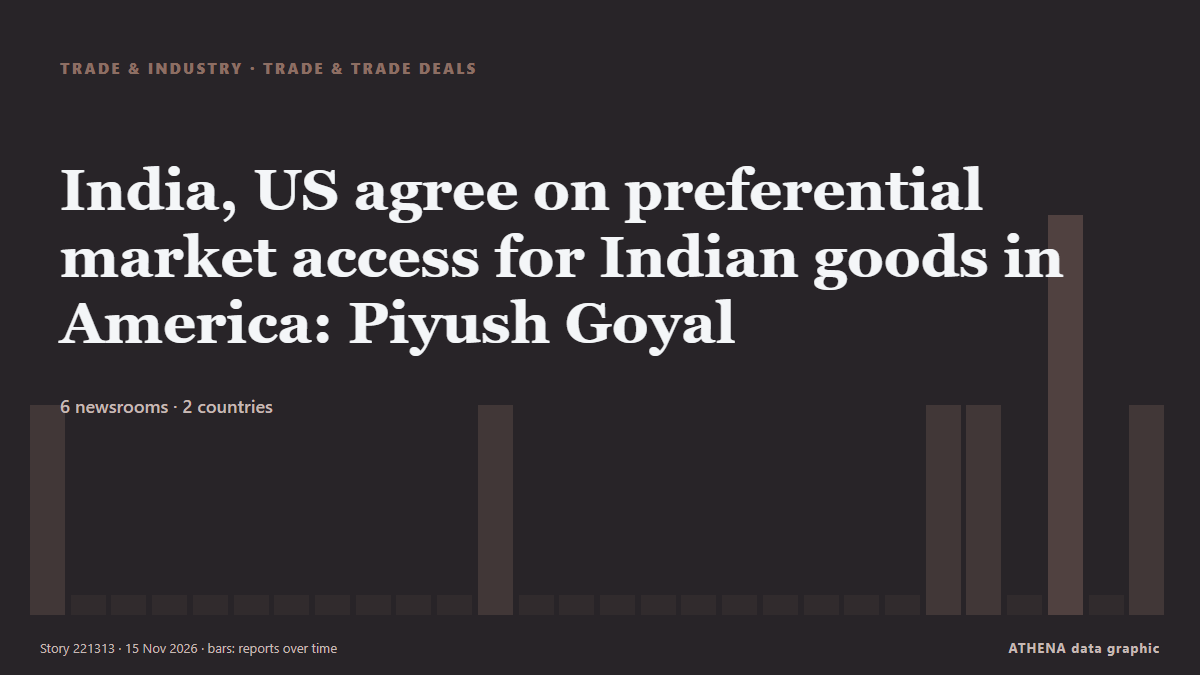 TRADE & INDUSTRY · TRADE & TRADE DEALS
India, US agree on preferential
market access for Indian goods in
America: Piyush Goyal
6 newsrooms · 2 countries
Story 221313 · 15 Nov 2026 · bars: reports over time
ATHENA data graphic